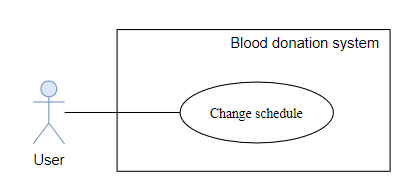 Blood donation system
Change schedule
User